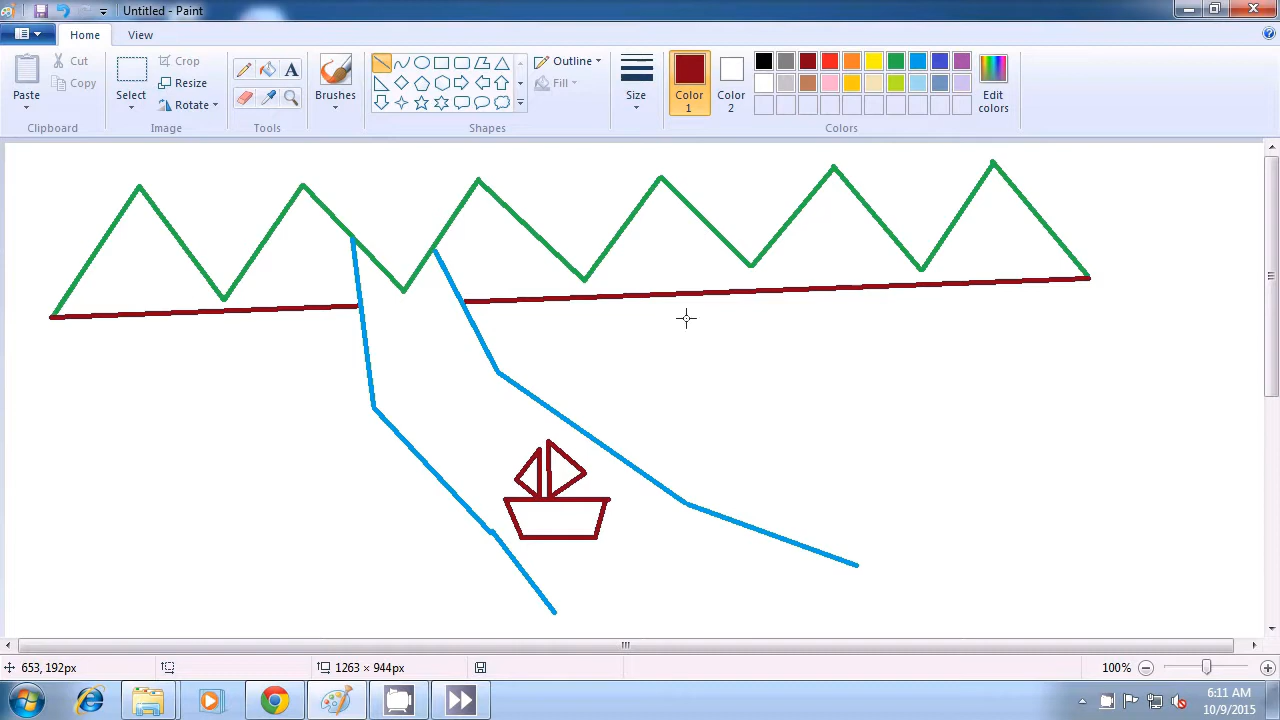 Untitled - Paint
Home View
Paste Cut Copy
Select Crop Resize Rotate
Brushes
Outline Fill
Size
Color 1 Color 2
Edit colors
Clipboard Image Tools Shapes Colors
653, 192px 1263 × 944px 100%
6:11 AM
10/9/2015